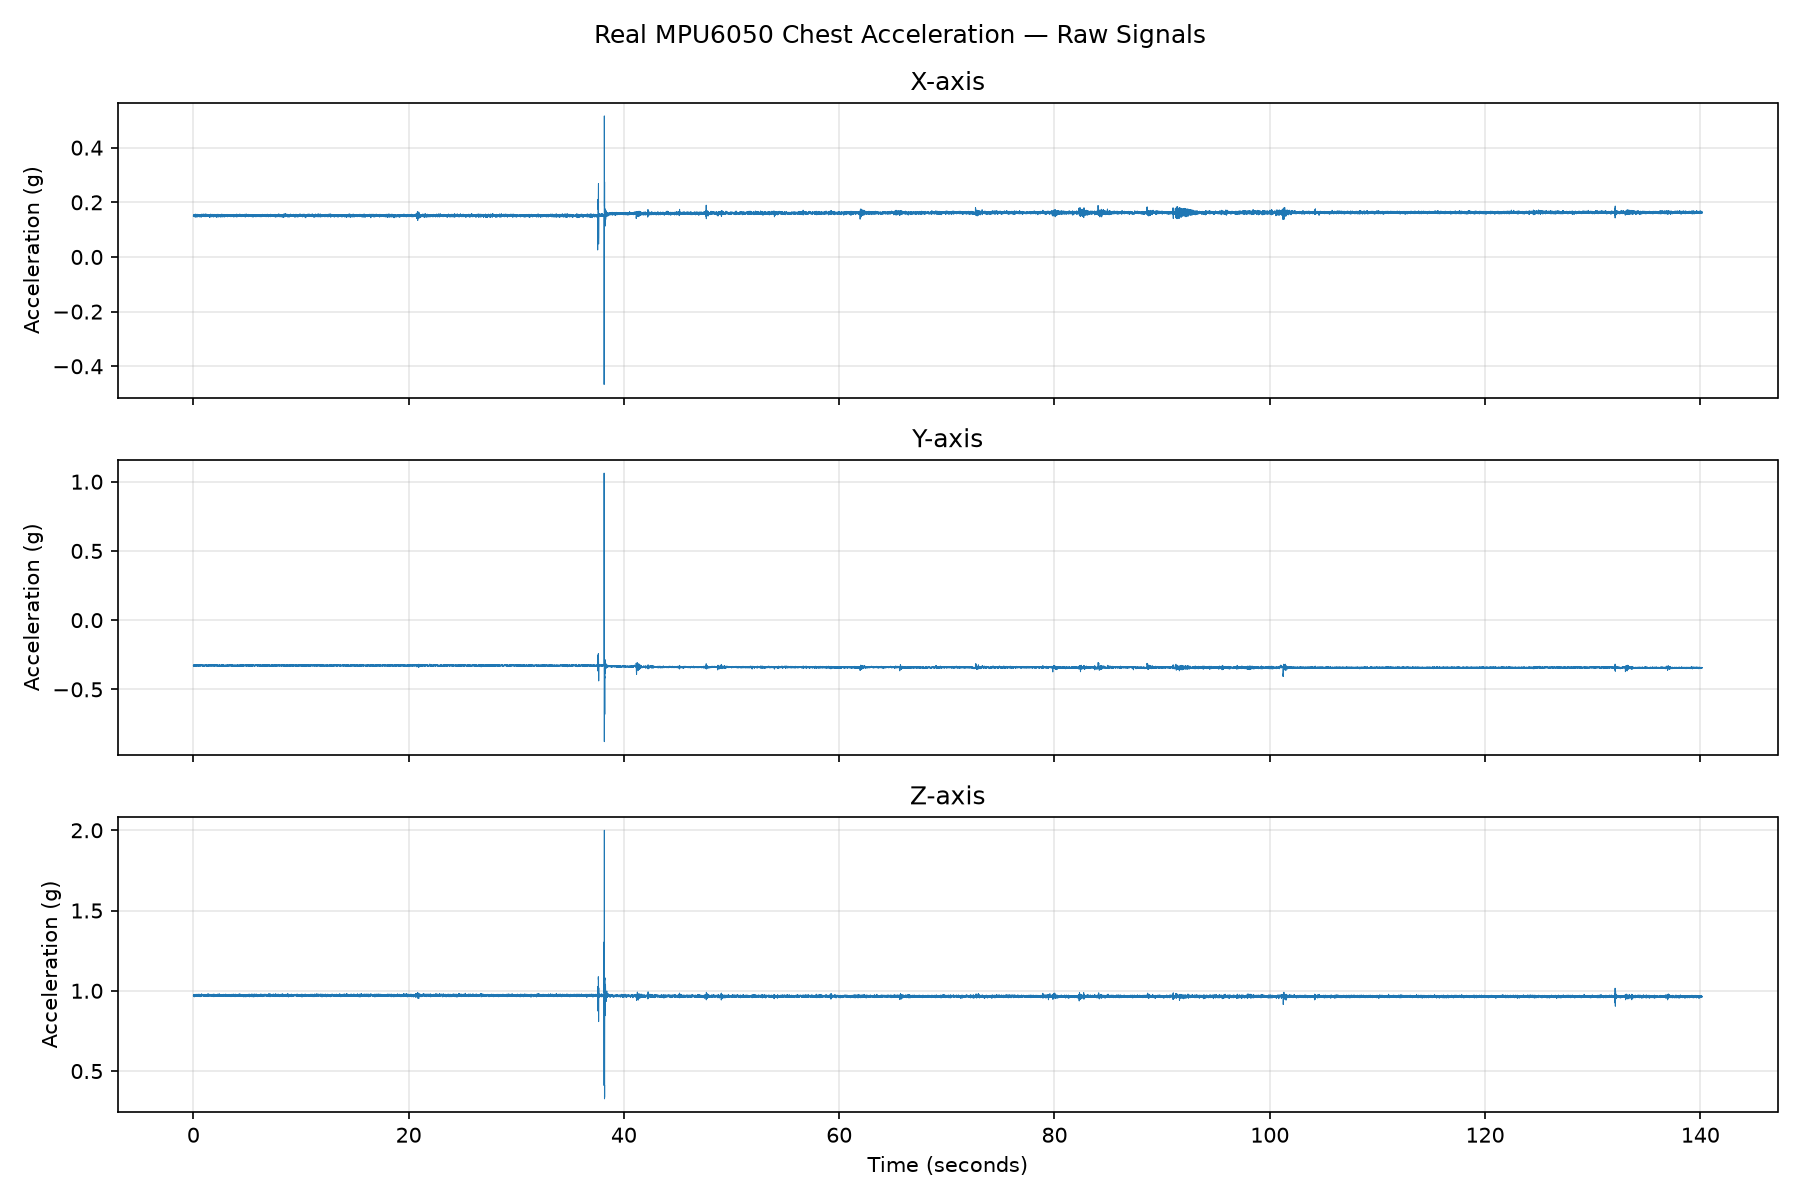 Real MPU6050 Chest Acceleration — Raw Signals
X-axis
Acceleration (g)
0.4
0.2
0.0
−0.2
−0.4
Y-axis
Acceleration (g)
1.0
0.5
0.0
−0.5
Z-axis
Acceleration (g)
2.0
1.5
1.0
0.5
0 20 40 60 80 100 120 140
Time (seconds)